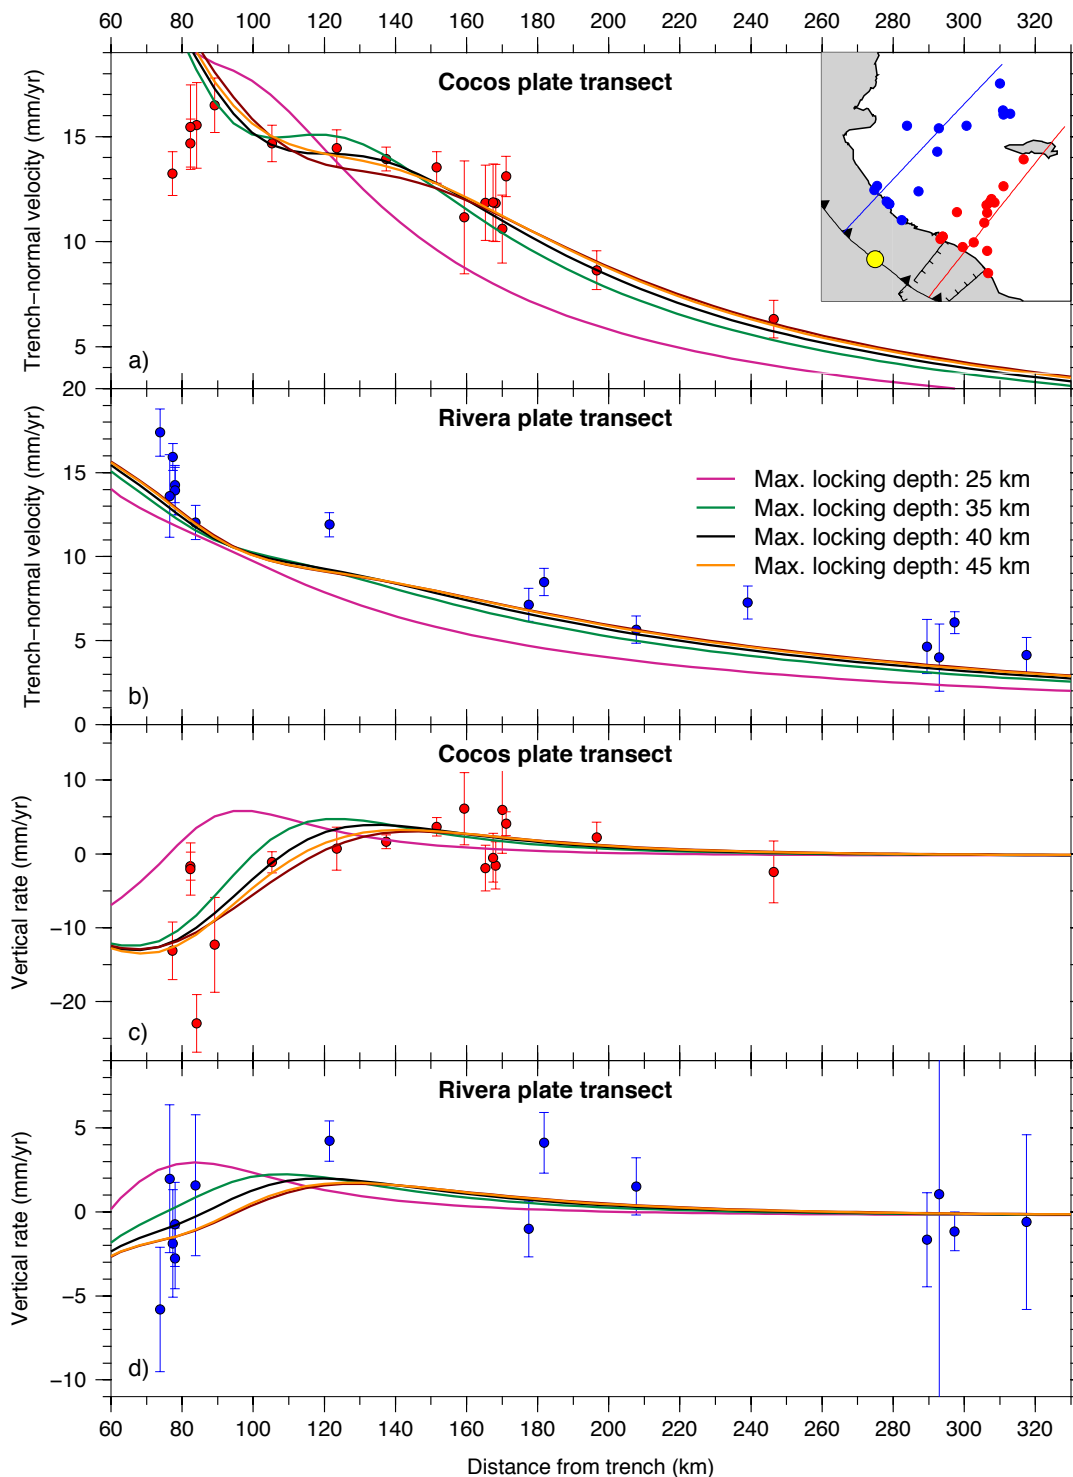 60 80 100 120 140 160 180 200 220 240 260 280 300 320
Trench−normal velocity (mm/yr)
Cocos plate transect
15
10
5
a)
20
Trench−normal velocity (mm/yr)
Rivera plate transect
15
10
5
0
Max. locking depth: 25 km
Max. locking depth: 35 km
Max. locking depth: 40 km
Max. locking depth: 45 km
b)
Vertical rate (mm/yr)
Cocos plate transect
10
0
−10
−20
c)
Vertical rate (mm/yr)
Rivera plate transect
5
0
−5
−10
d)
60 80 100 120 140 160 180 200 220 240 260 280 300 320
Distance from trench (km)